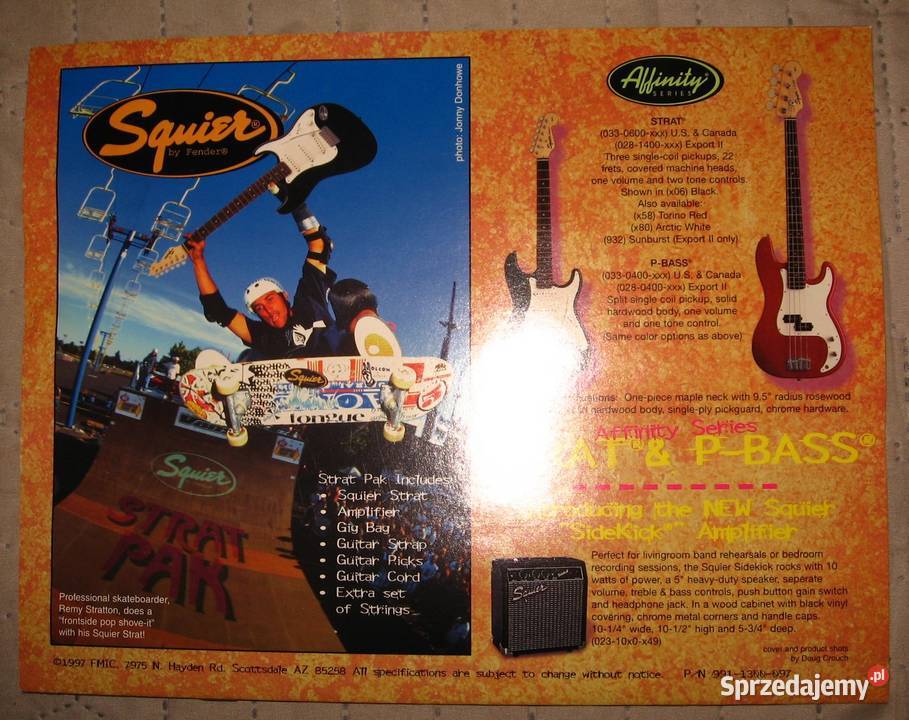 Squier®
by Fender®
photo: Jonny Donhowe
Squier
VOLCOM
tongue
Squier
STRAT
PAK
Strat Pak Includes
• Squier Strat
• Amplifier
• Gig Bag
• Guitar Strap
• Guitar Picks
• Guitar Cord
• Extra set
of Strings
Professional skateboarder,
Remy Stratton, does a
"frontside pop shove-it"
with his Squier Strat!
Affinity®
SERIES
STRAT®
(033-0600-xxx) U.S. & Canada
(028-1400-xxx) Export II
Three single-coil pickups, 22
frets, covered machine heads,
one volume and two tone controls.
Shown in (x06) Black.
Also available:
(x58) Torino Red
(x80) Arctic White
(932) Sunburst (Export II only)
P-BASS®
(033-0400-xxx) U.S. & Canada
(028-0400-xxx) Export II
Split single coil pickup, solid
hardwood body, one volume
and one tone control.
(Same color options as above)
One-piece maple neck with 9.5" radius rosewood
hardwood body, single-ply pickguard, chrome hardware.
Affinity Series
& P-BASS®
the NEW Squier
SideKick™ Amplifier
Squier
Perfect for livingroom band rehearsals or bedroom
recording sessions, the Squier Sidekick rocks with 10
watts of power, a 5" heavy-duty speaker, seperate
volume, treble & bass controls, push button gain switch
and headphone jack. In a wood cabinet with black vinyl
covering, chrome metal corners and handle caps.
10-1/4" wide, 10-1/2" high and 5-3/4" deep.
(023-10x0-x49)
cover and product shots
by Doug Crouch
©1997 FMIC, 7975 N. Hayden Rd. Scottsdale AZ 85258 All specifications are subject to change without notice. P/N 991-1300-697
Sprzedajemy.pl